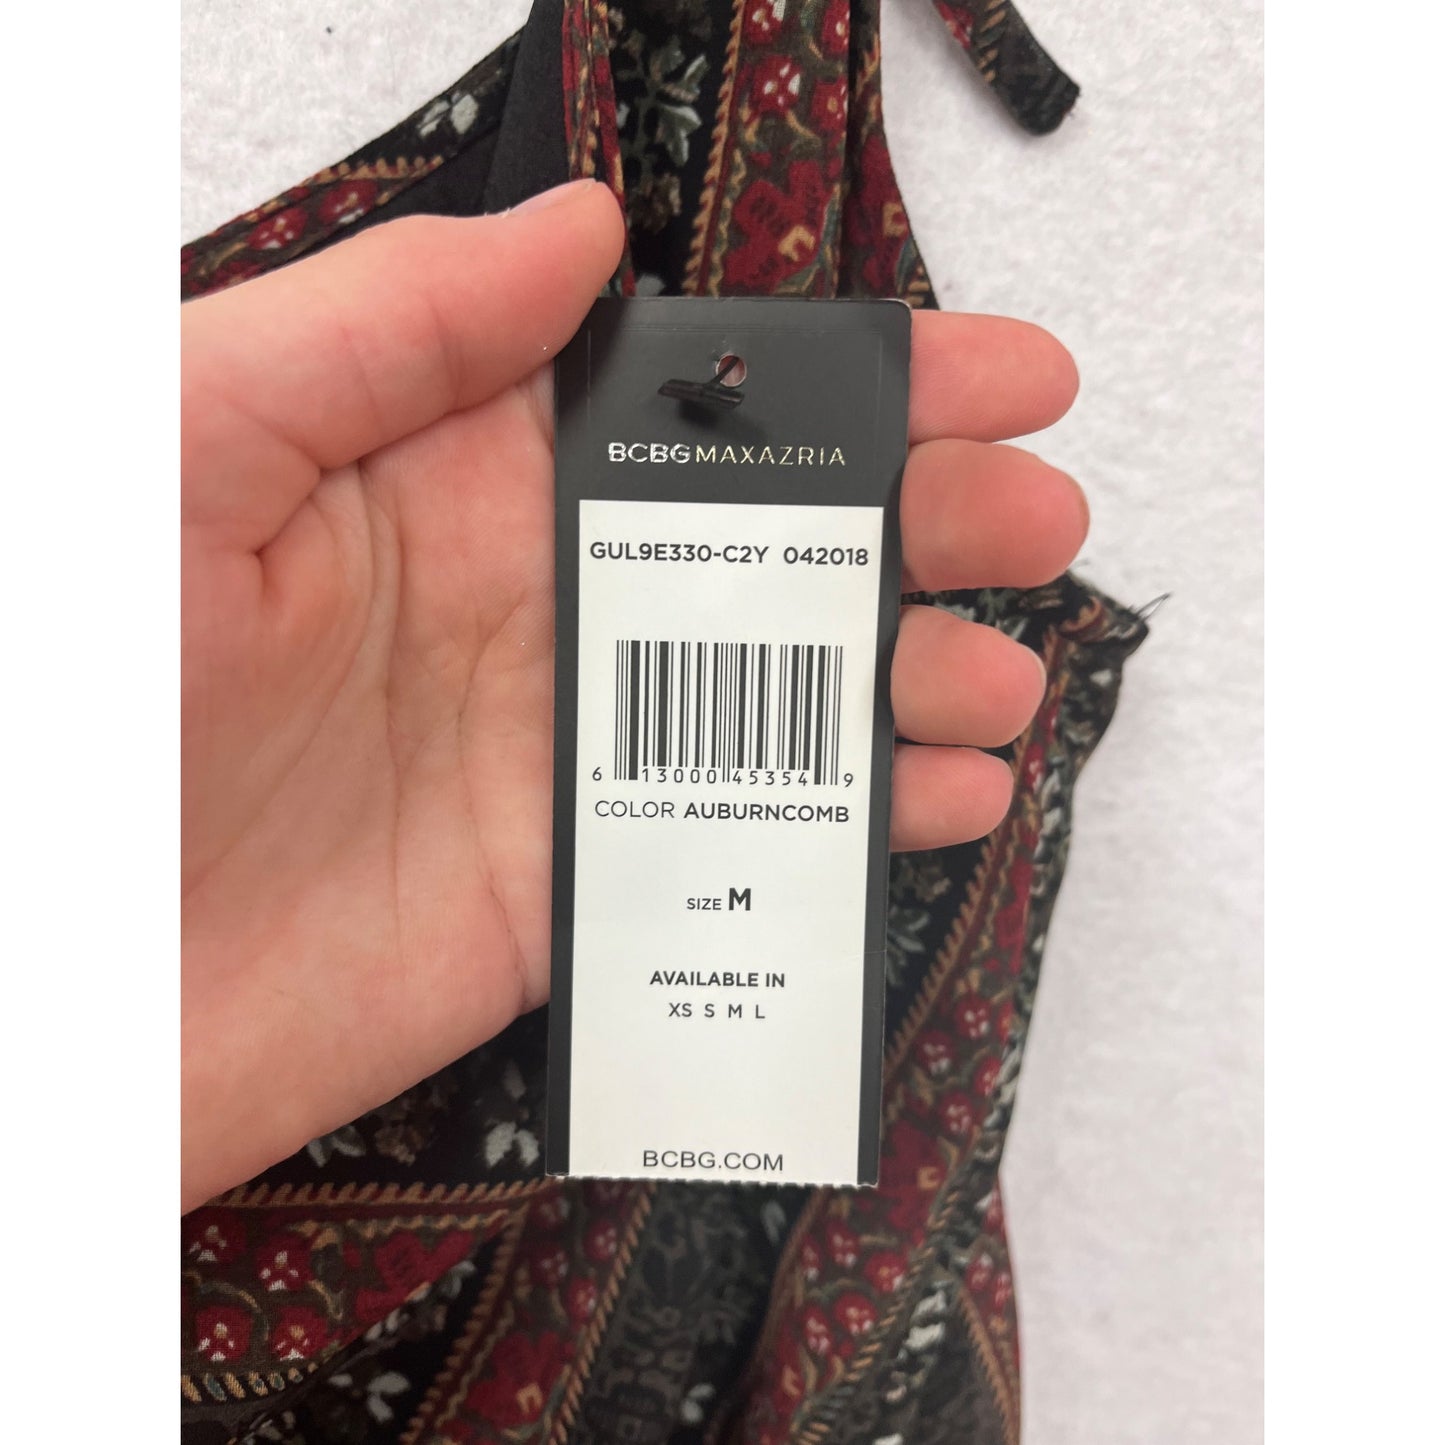 BCBGMAXAZRIA
GUL9E330-C2Y 042018
6 13000 45354 9
COLOR AUBURNCOMB
SIZE M
AVAILABLE IN
XS S M L
BCBG.COM